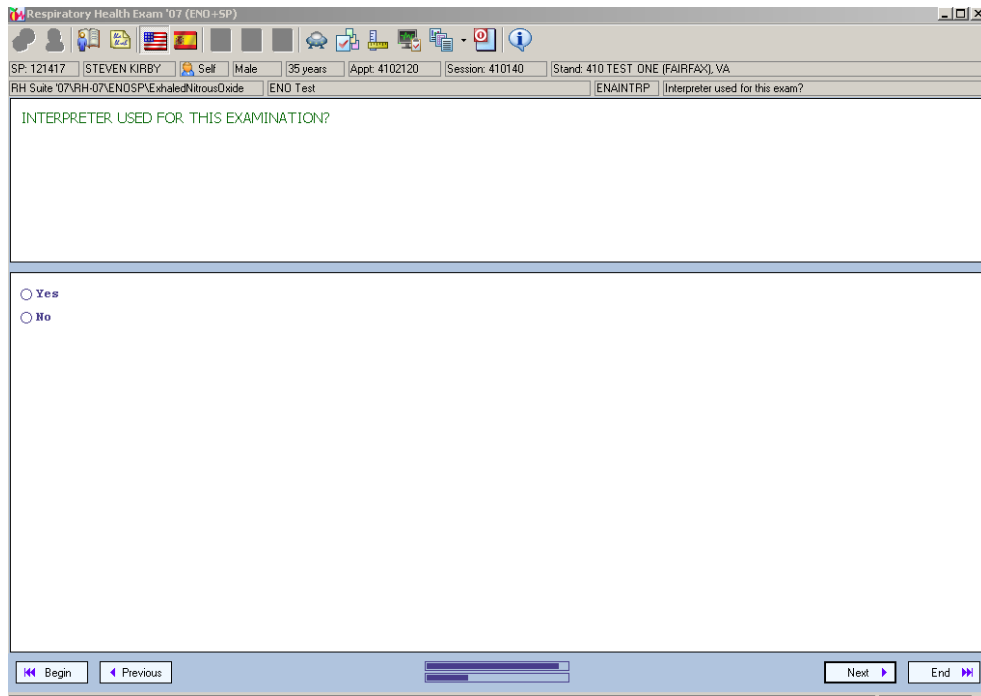 Respiratory Health Exam '07 (ENO+SP)
SP: 121417 STEVEN KIRBY Self Male 35 years Appt: 4102120 Session: 410140 Stand: 410 TEST ONE (FAIRFAX), VA
RH Suite '07\RH-07\ENOSP\ExhaledNitrousOxide ENO Test ENAINTRP Interpreter used for this exam?
INTERPRETER USED FOR THIS EXAMINATION?
Yes
No
Begin Previous Next End